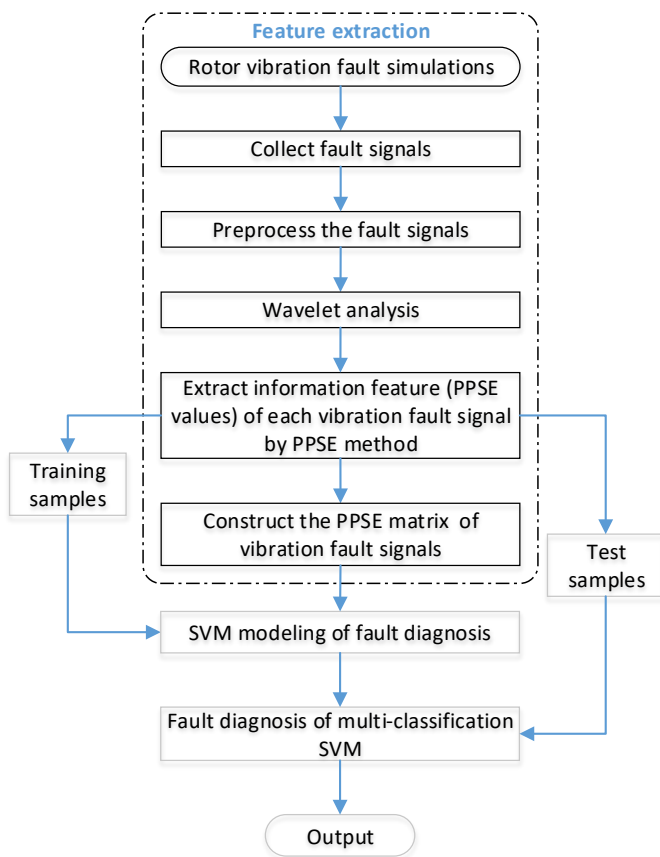 Feature extraction
Rotor vibration fault simulations
Collect fault signals
Preprocess the fault signals
Wavelet analysis
Extract information feature (PPSE
values) of each vibration fault signal
by PPSE method
Training
samples
Construct the PPSE matrix of
vibration fault signals
Test
samples
SVM modeling of fault diagnosis
Fault diagnosis of multi-classification
SVM
Output